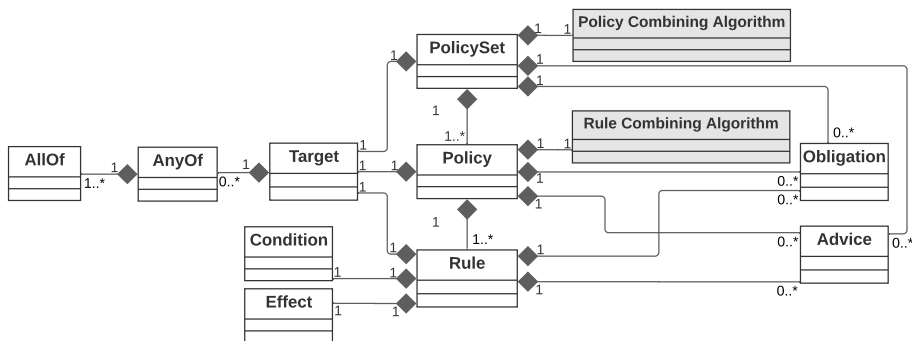 Policy Combining Algorithm
1
1
PolicySet
1
1
1
1
1..*
Rule Combining Algorithm
0..*
AllOf
1
1..*
AnyOf
1
0..*
Target
1
1
1
1
Policy
1
1
1
1
Obligation
0..*
0..*
0..*
Condition
1
1
1
1..*
Rule
1
1
Advice
0..*
0..*
0..*
Effect
1
1